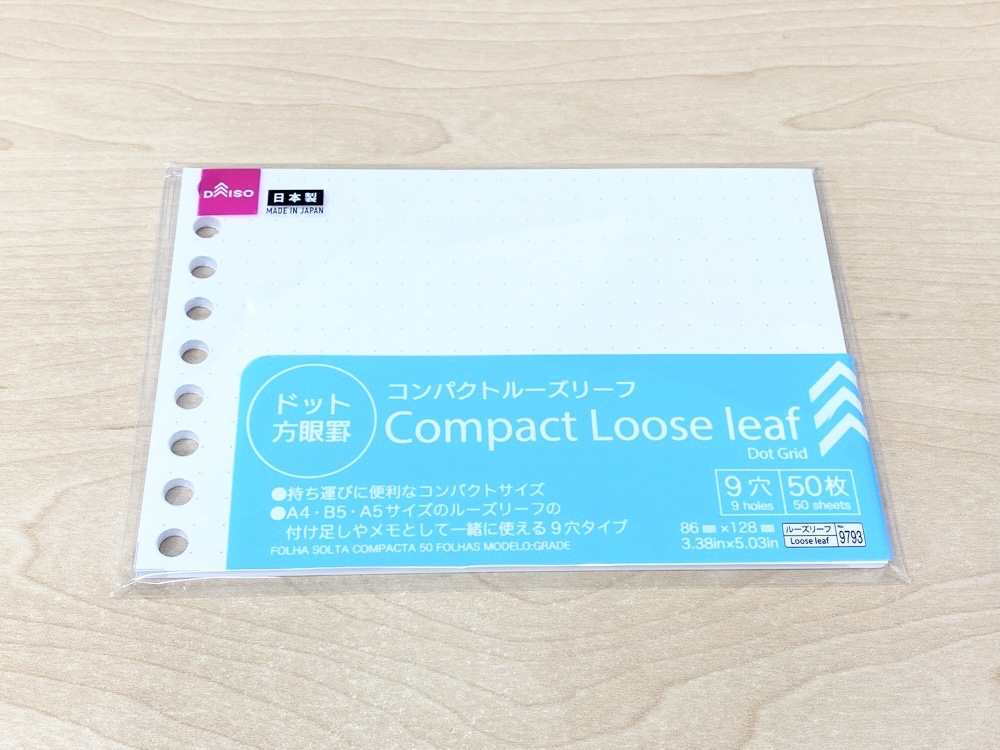 DAISO
日本製
MADE IN JAPAN
ドット
方眼罫
コンパクトルーズリーフ
Compact Loose leaf
Dot Grid
●持ち運びに便利なコンパクトサイズ
●A4・B5・A5サイズのルーズリーフの
付け足しやメモとして一緒に使える9穴タイプ
FOLHA SOLTA COMPACTA 50 FOLHAS MODELO:GRADE
9穴
9 holes
50枚
50 sheets
86㎜×128㎜
3.38in×5.03in
ルーズリーフ
Loose leaf
No.
9793